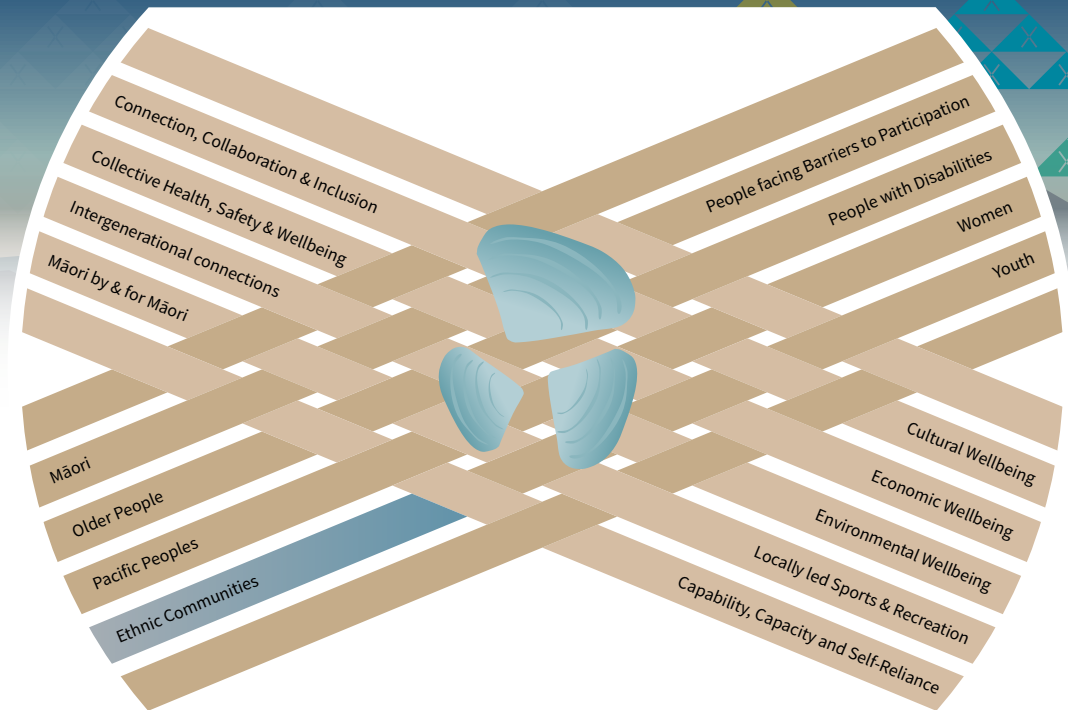 Connection, Collaboration & Inclusion
Collective Health, Safety & Wellbeing
Intergenerational connections
Māori by & for Māori
People facing Barriers to Participation
People with Disabilities
Women
Youth
Māori
Older People
Pacific Peoples
Ethnic Communities
Cultural Wellbeing
Economic Wellbeing
Environmental Wellbeing
Locally led Sports & Recreation
Capability, Capacity and Self-Reliance